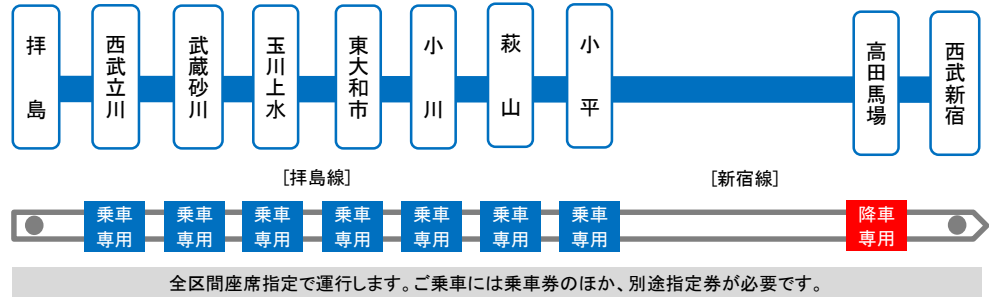 拝島
西武立川
武蔵砂川
玉川上水
東大和市
小川
萩山
小平
高田馬場
西武新宿
[拝島線]
[新宿線]
乗車
専用
乗車
専用
乗車
専用
乗車
専用
乗車
専用
乗車
専用
乗車
専用
降車
専用
全区間座席指定で運行します。ご乗車には乗車券のほか、別途指定券が必要です。